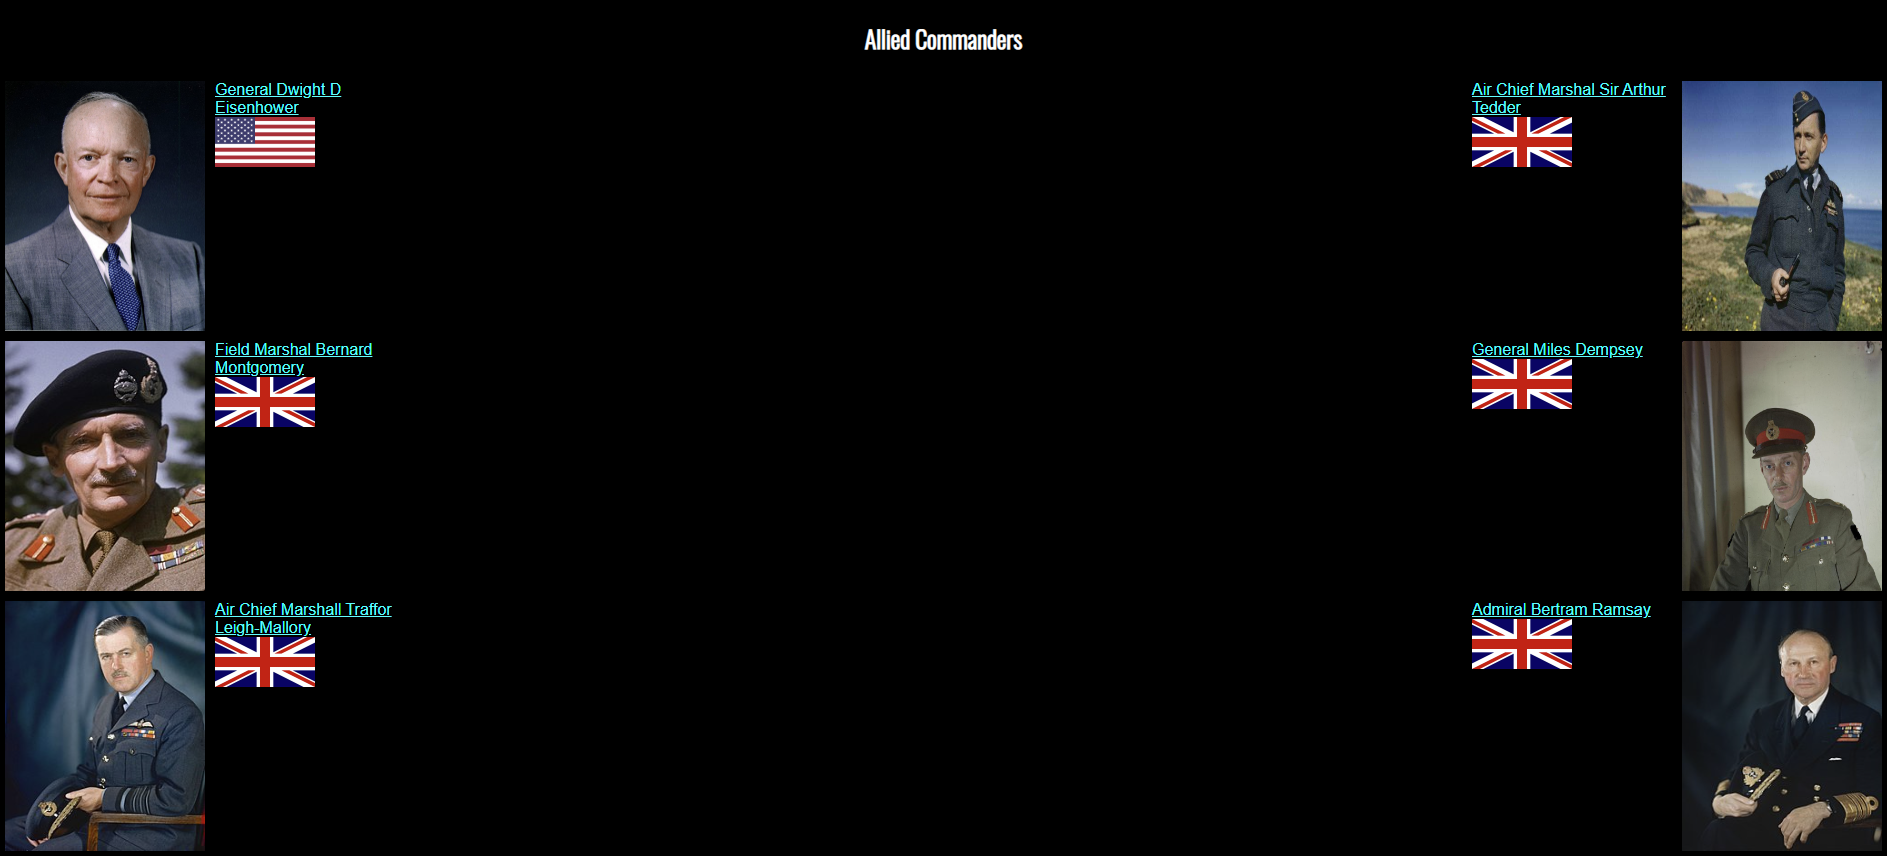 Allied Commanders
General Dwight D
Eisenhower
Air Chief Marshal Sir Arthur
Tedder
Field Marshal Bernard
Montgomery
General Miles Dempsey
Air Chief Marshall Traffor
Leigh-Mallory
Admiral Bertram Ramsay